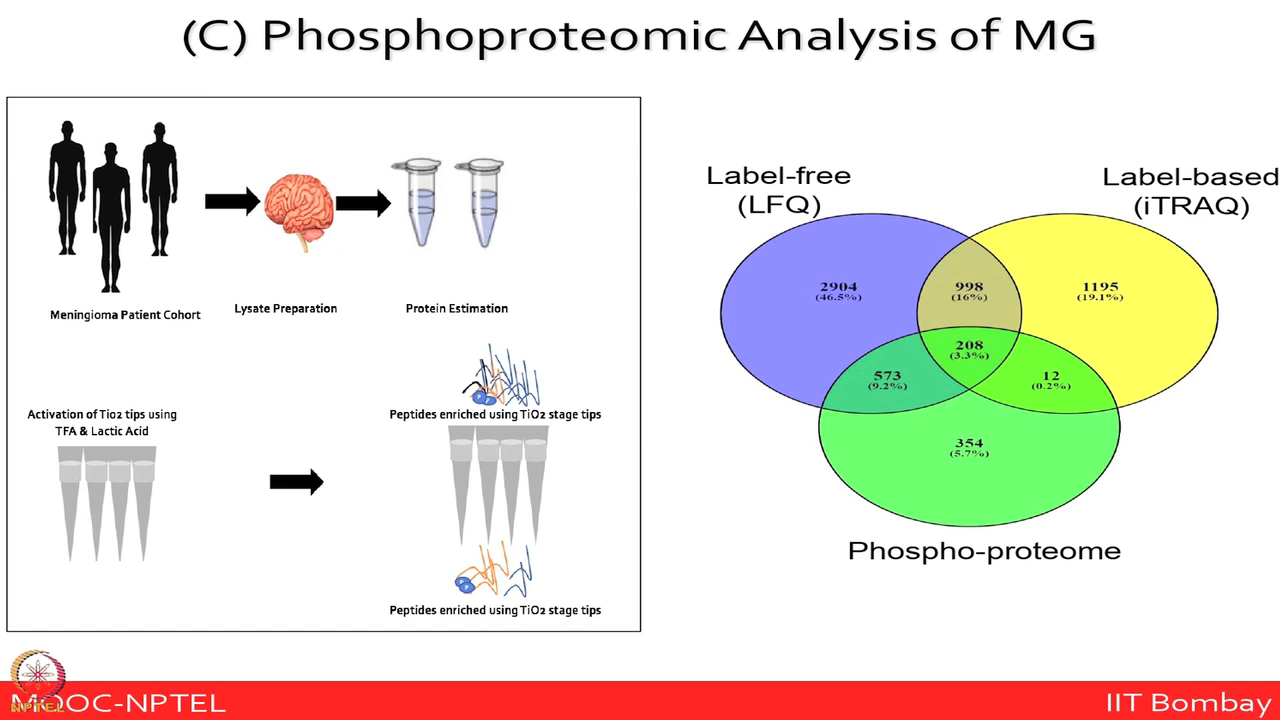 (C) Phosphoproteomic Analysis of MG
Meningioma Patient Cohort
Lysate Preparation
Protein Estimation
Activation of Tio2 tips using
TFA & Lactic Acid
Peptides enriched using TiO2 stage tips
P
P
Peptides enriched using TiO2 stage tips
Label-free
(LFQ)
Label-based
(iTRAQ)
2904
(46.5%)
998
(16%)
1195
(19.1%)
208
(3.3%)
573
(9.2%)
12
(0.2%)
354
(5.7%)
Phospho-proteome
NPTEL
MOOC-NPTEL
IIT Bombay